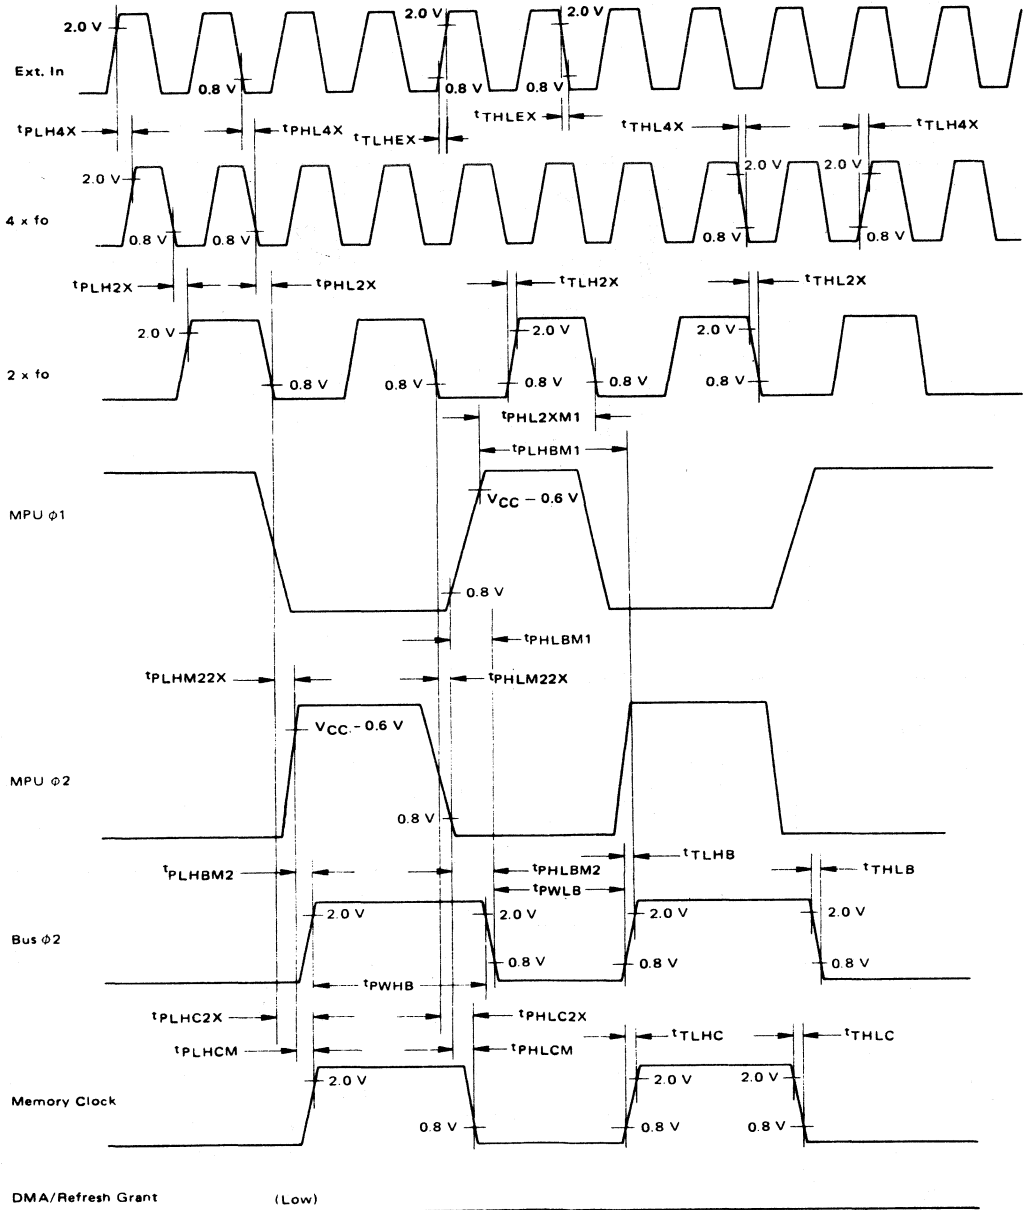 2.0 V
2.0 V
2.0 V
Ext. In
0.8 V
0.8 V
0.8 V
tPLH4X
tPHL4X
tTLHEX
tTHLEX
tTHL4X
tTLH4X
2.0 V
2.0 V
2.0 V
4 x fo
0.8 V
0.8 V
0.8 V
0.8 V
tPLH2X
tPHL2X
tTLH2X
tTHL2X
2.0 V
2.0 V
2.0 V
2 x fo
0.8 V
0.8 V
0.8 V
0.8 V
0.8 V
tPHL2XM1
tPLHBM1
MPU φ1
VCC – 0.6 V
0.8 V
tPHLBM1
tPLHM22X
tPHLM22X
VCC – 0.6 V
MPU φ2
0.8 V
tPLHBM2
tPHLBM2
tTLHB
tTHLB
tPWLB
2.0 V
2.0 V
2.0 V
2.0 V
Bus φ2
0.8 V
0.8 V
0.8 V
tPWHB
tPLHC2X
tPHLC2X
tPLHCM
tPHLCM
tTLHC
tTHLC
2.0 V
2.0 V
2.0 V
Memory Clock
0.8 V
0.8 V
0.8 V
DMA/Refresh Grant
(Low)